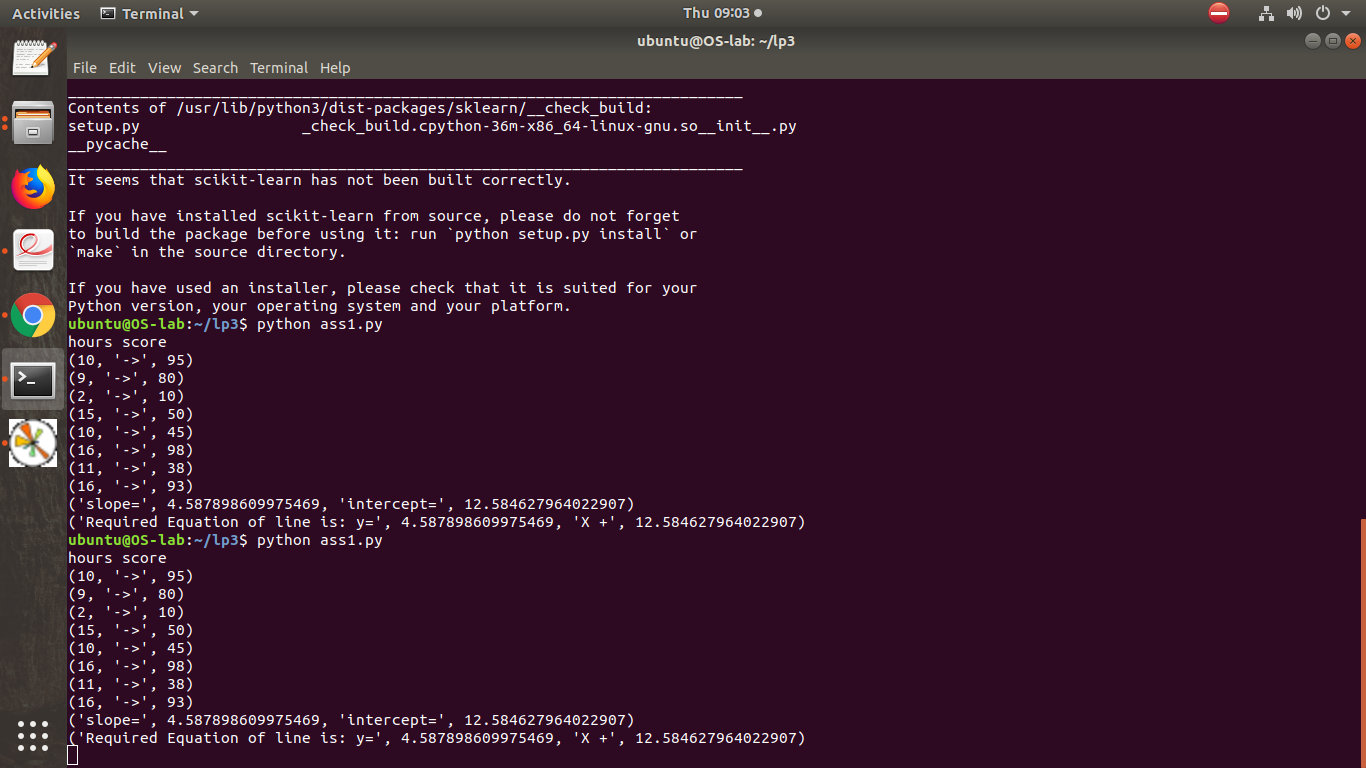 Activities Terminal Thu 09:03
ubuntu@OS-lab: ~/lp3
File Edit View Search Terminal Help
___________________________________________________________________________
Contents of /usr/lib/python3/dist-packages/sklearn/__check_build:
setup.py                  _check_build.cpython-36m-x86_64-linux-gnu.so__init__.py
__pycache__
___________________________________________________________________________
It seems that scikit-learn has not been built correctly.
If you have installed scikit-learn from source, please do not forget
to build the package before using it: run `python setup.py install` or
`make` in the source directory.
If you have used an installer, please check that it is suited for your
Python version, your operating system and your platform.
ubuntu@OS-lab:~/lp3$ python ass1.py
hours score
(10, '->', 95)
(9, '->', 80)
(2, '->', 10)
(15, '->', 50)
(10, '->', 45)
(16, '->', 98)
(11, '->', 38)
(16, '->', 93)
('slope=', 4.587898609975469, 'intercept=', 12.584627964022907)
('Required Equation of line is: y=', 4.587898609975469, 'X +', 12.584627964022907)
ubuntu@OS-lab:~/lp3$ python ass1.py
hours score
(10, '->', 95)
(9, '->', 80)
(2, '->', 10)
(15, '->', 50)
(10, '->', 45)
(16, '->', 98)
(11, '->', 38)
(16, '->', 93)
('slope=', 4.587898609975469, 'intercept=', 12.584627964022907)
('Required Equation of line is: y=', 4.587898609975469, 'X +', 12.584627964022907)